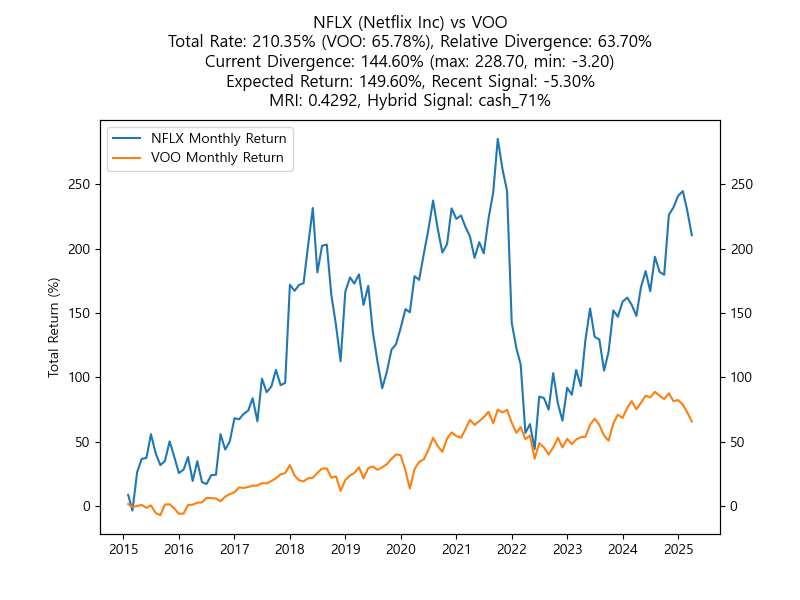 NFLX (Netflix Inc) vs VOO
Total Rate: 210.35% (VOO: 65.78%), Relative Divergence: 63.70%
Current Divergence: 144.60% (max: 228.70, min: -3.20)
Expected Return: 149.60%, Recent Signal: -5.30%
MRI: 0.4292, Hybrid Signal: cash_71%
NFLX Monthly Return
VOO Monthly Return
Total Return (%)
250
200
150
100
50
0
250
200
150
100
50
0
2015 2016 2017 2018 2019 2020 2021 2022 2023 2024 2025